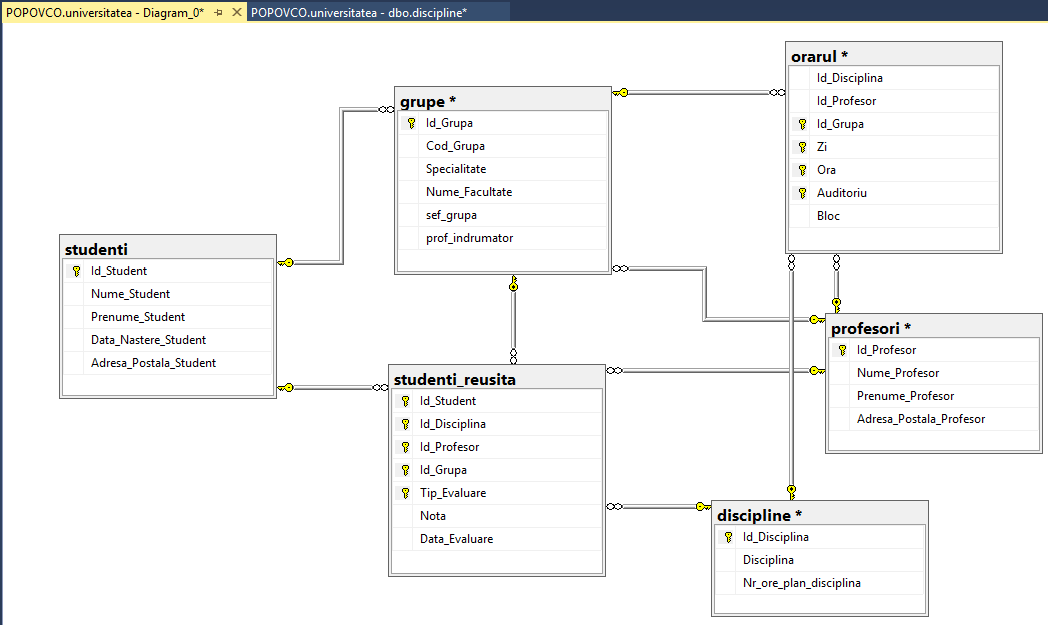 POPOVCO.universitatea - Diagram_0*
POPOVCO.universitatea - dbo.discipline*
orarul *
Id_Disciplina
Id_Profesor
Id_Grupa
Zi
Ora
Auditoriu
Bloc
grupe *
Id_Grupa
Cod_Grupa
Specialitate
Nume_Facultate
sef_grupa
prof_indrumator
studenti
Id_Student
Nume_Student
Prenume_Student
Data_Nastere_Student
Adresa_Postala_Student
profesori *
Id_Profesor
Nume_Profesor
Prenume_Profesor
Adresa_Postala_Profesor
studenti_reusita
Id_Student
Id_Disciplina
Id_Profesor
Id_Grupa
Tip_Evaluare
Nota
Data_Evaluare
discipline *
Id_Disciplina
Disciplina
Nr_ore_plan_disciplina